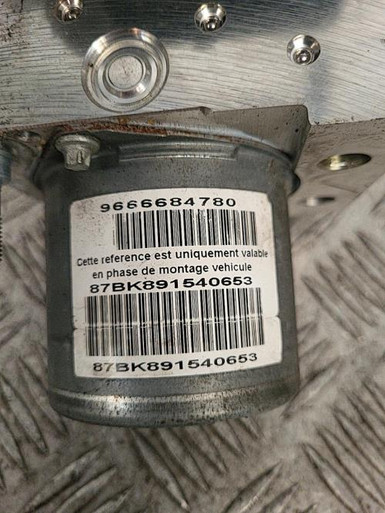 9666684780
Cette reference est uniquement valable
en phase de montage vehicule
87BK891540653
87BK891540653